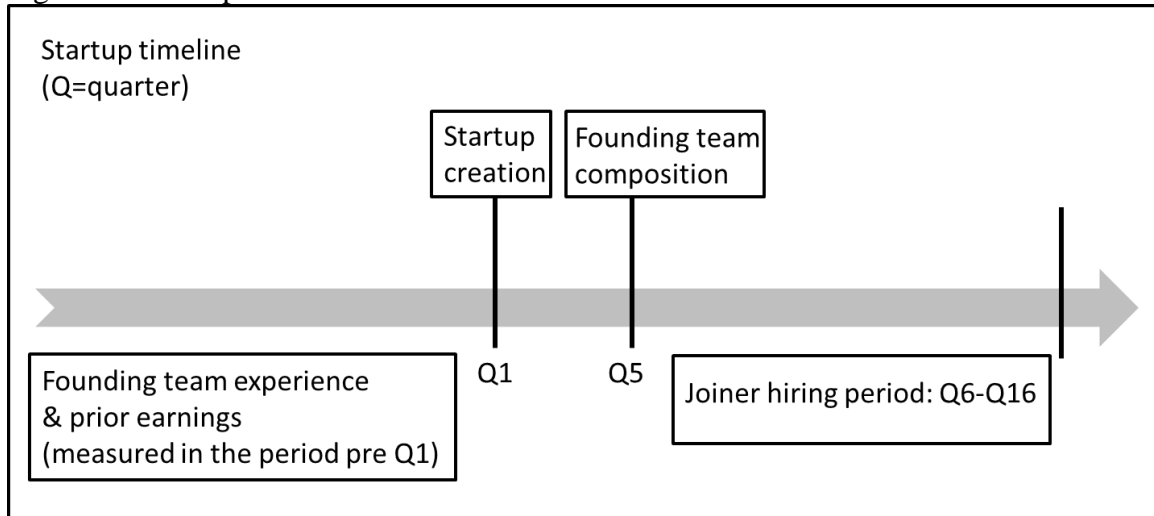 Startup timeline
(Q=quarter)
Startup
creation
Founding team
composition
Q1
Q5
Founding team experience
& prior earnings
(measured in the period pre Q1)
Joiner hiring period: Q6-Q16